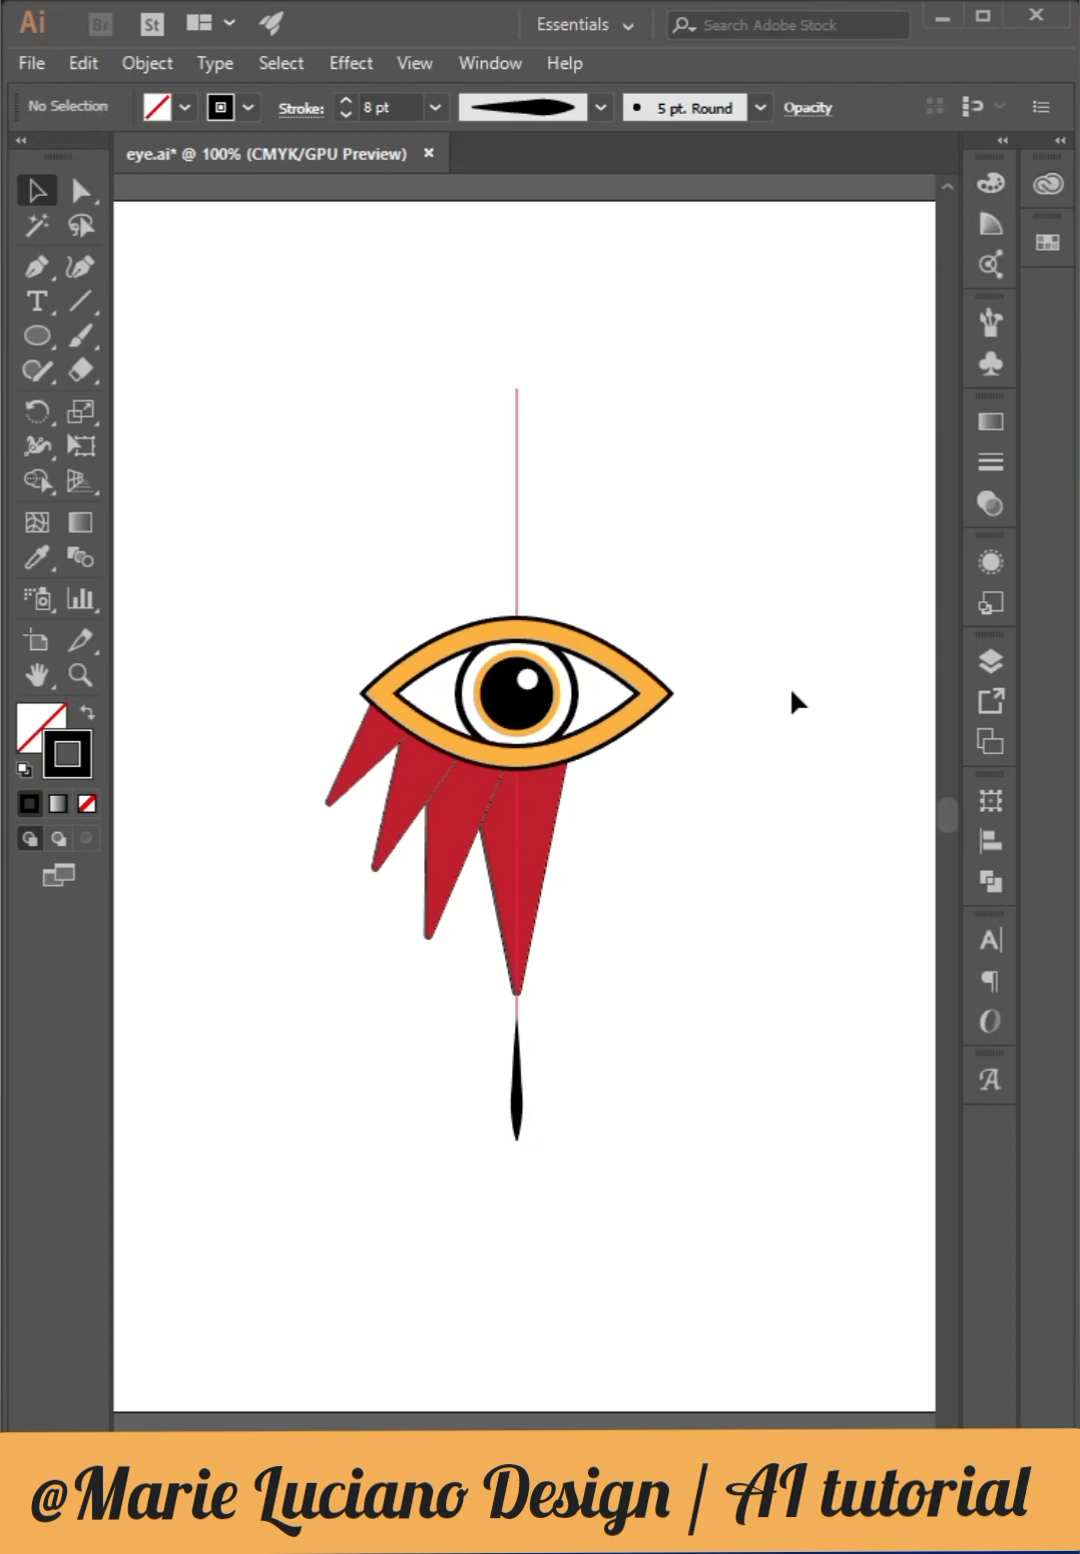 Ai Br St Essentials Search Adobe Stock
File Edit Object Type Select Effect View Window Help
No Selection Stroke: 8 pt 5 pt. Round Opacity
eye.ai* @ 100% (CMYK/GPU Preview)
@Marie Luciano Design / AI tutorial